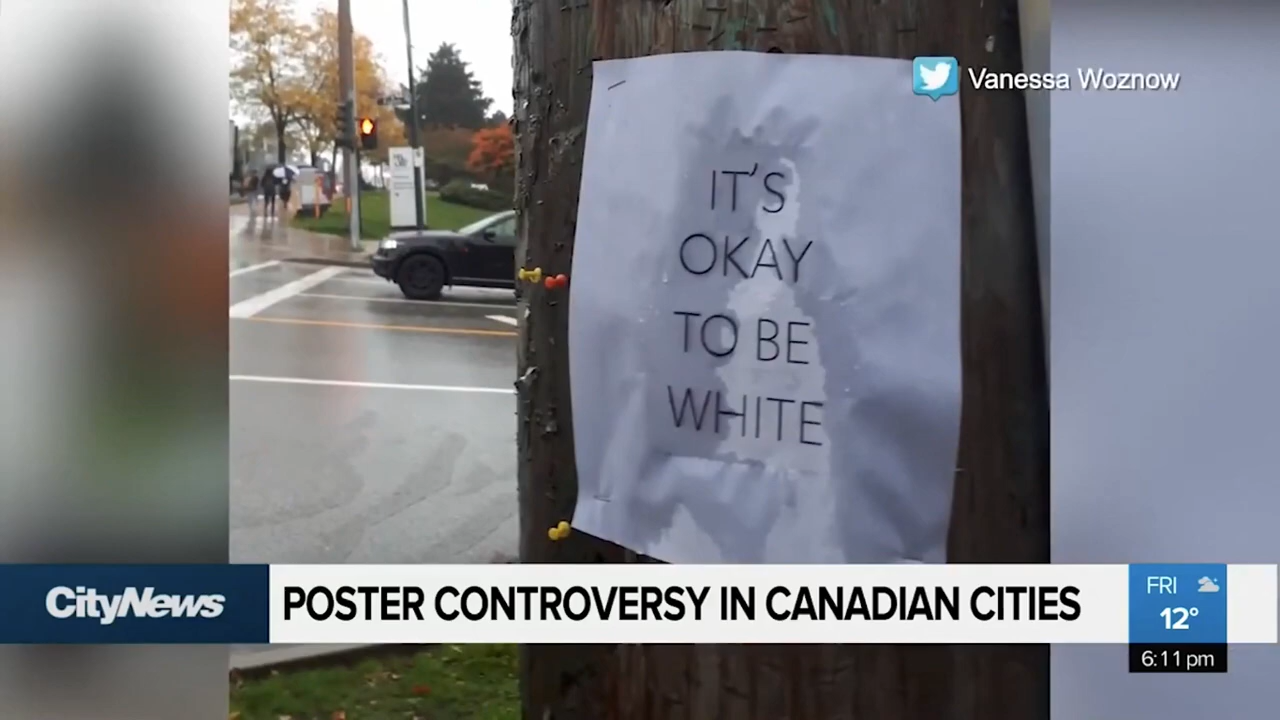 Vanessa Woznow
IT'S
OKAY
TO BE
WHITE
CityNews
POSTER CONTROVERSY IN CANADIAN CITIES
FRI
12°
6:11 pm